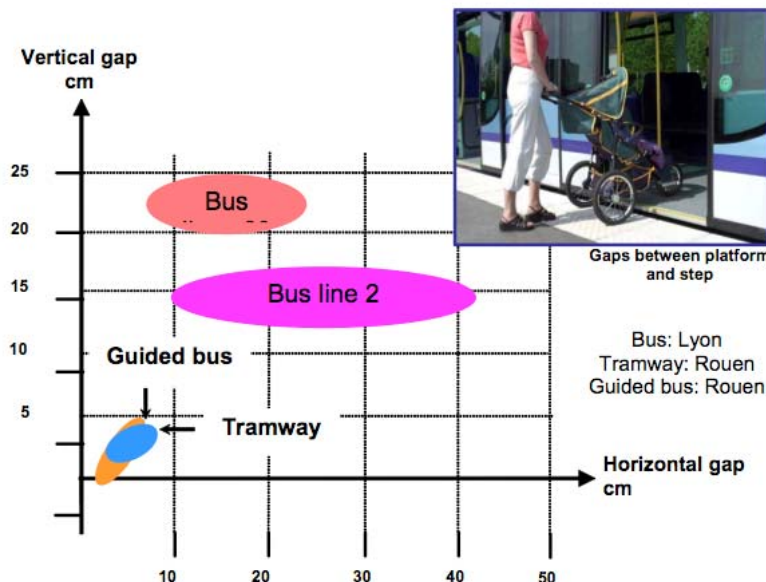 Vertical gap
cm
25
20
15
10
5
Bus
Bus line 2
Guided bus
Tramway
Gaps between platform
and step
Bus: Lyon
Tramway: Rouen
Guided bus: Rouen
Horizontal gap
cm
10 20 30 40 50